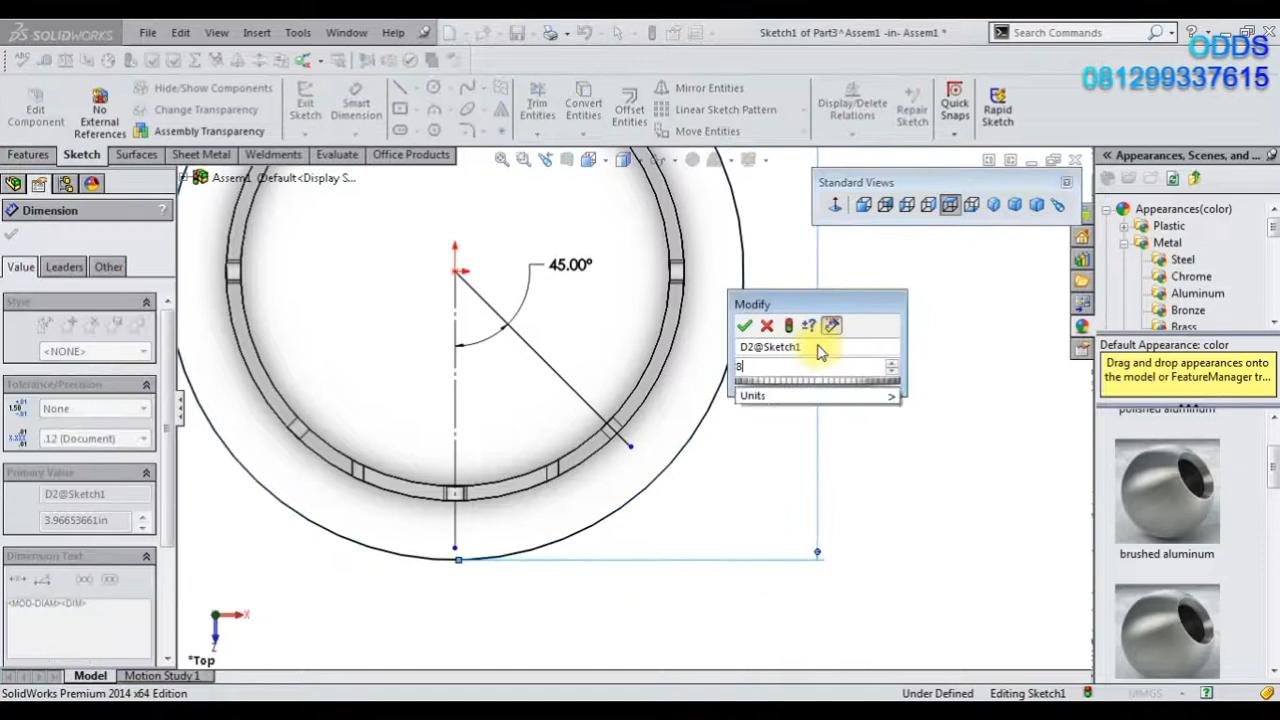 SOLIDWORKS
File
Edit
View
Insert
Tools
Window
Help
Sketch1 of Part3^Assem1 -in- Assem1 *
Search Commands
ODDS
081299337615
Edit
Component
No
External
References
Hide/Show Components
Change Transparency
Assembly Transparency
Exit
Sketch
Smart
Dimension
Trim
Entities
Convert
Entities
Offset
Entities
Mirror Entities
Linear Sketch Pattern
Move Entities
Display/Delete
Relations
Repair
Sketch
Quick
Snaps
Rapid
Sketch
Features
Sketch
Surfaces
Sheet Metal
Weldments
Evaluate
Office Products
Appearances, Scenes, and...
Assem1 (Default<Display S...
Standard Views
Dimension
Value
Leaders
Other
Style
<NONE>
Tolerance/Precision
None
.12 (Document)
Primary Value
D2@Sketch1
3.96653661in
Dimension Text
<MOD-DIAM><DIM>
45.00°
Modify
D2@Sketch1
8
Units
>
Appearances(color)
Plastic
Metal
Steel
Chrome
Aluminum
Bronze
Brass
Default Appearance: color
Drag and drop appearances onto
the model or FeatureManager tr...
polished aluminum
brushed aluminum
X
Z
*Top
Model
Motion Study 1
SolidWorks Premium 2014 x64 Edition
Under Defined
Editing Sketch1
MMGS